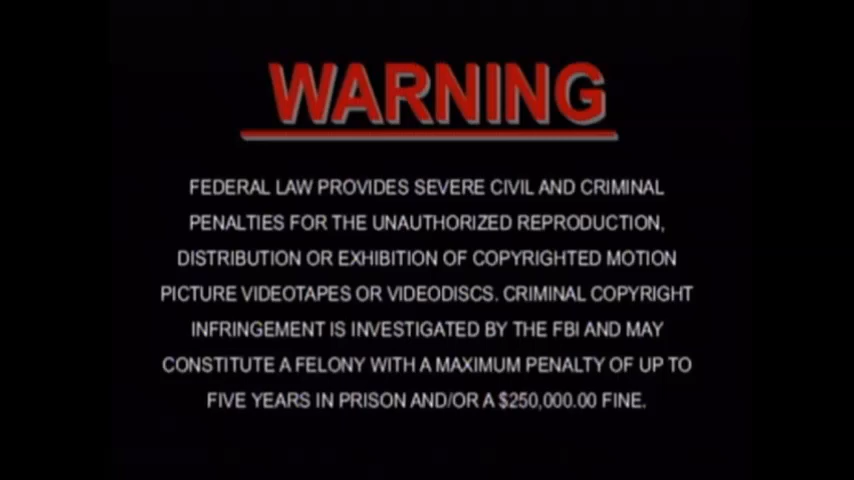 WARNING
FEDERAL LAW PROVIDES SEVERE CIVIL AND CRIMINAL
PENALTIES FOR THE UNAUTHORIZED REPRODUCTION,
DISTRIBUTION OR EXHIBITION OF COPYRIGHTED MOTION
PICTURE VIDEOTAPES OR VIDEODISCS. CRIMINAL COPYRIGHT
INFRINGEMENT IS INVESTIGATED BY THE FBI AND MAY
CONSTITUTE A FELONY WITH A MAXIMUM PENALTY OF UP TO
FIVE YEARS IN PRISON AND/OR A $250,000.00 FINE.